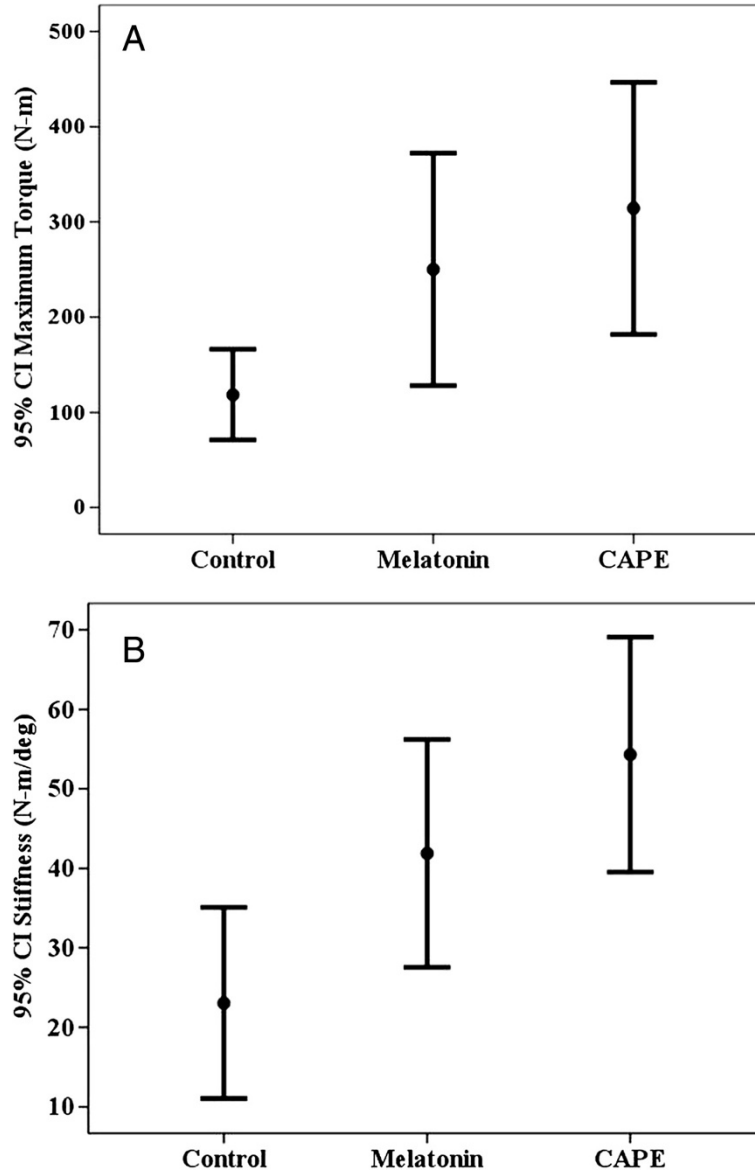 A
95% CI Maximum Torque (N-m)
500
400
300
200
100
0
Control Melatonin CAPE
B
95% CI Stiffness (N-m/deg)
70
60
50
40
30
20
10
Control Melatonin CAPE